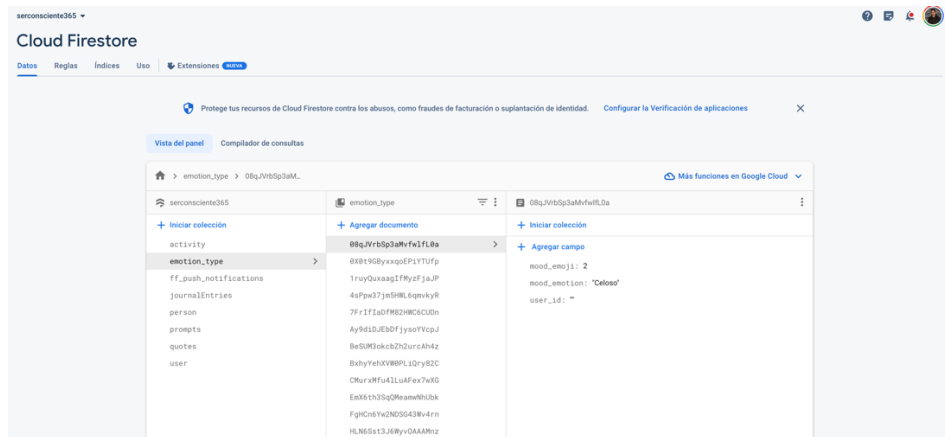 serconsciente365
Cloud Firestore
Datos Reglas Índices Uso Extensiones NUEVA
Protege tus recursos de Cloud Firestore contra los abusos, como fraudes de facturación o suplantación de identidad. Configurar la Verificación de aplicaciones
Vista del panel Compilador de consultas
emotion_type > 08qJVrbSp3aM... Más funciones en Google Cloud
serconsciente365 emotion_type 08qJVrbSp3aMvfwlfL0a
+ Iniciar colección + Agregar documento + Iniciar colección
activity 08qJVrbSp3aMvfwlfL0a > + Agregar campo
emotion_type > 0X0t9GByxxqoEPiYTUfp mood_emoji: 2
ff_push_notifications 1ruyQuxaagIfMyzFjaJP mood_emotion: "Celoso"
journalEntries 4sPpw37jm5HWL6qmvkyR user_id: ""
person 7FrIfIaDfM82HWC6CUDn
prompts Ay9diDJEbDfjysoYVcpJ
quotes BeSUM3okcbZh2urcAh4z
user BxhyYehXVW0PLiQry82C
CMurxMfu4lLuAFex7wXG
EmX6th3SqQMeamwNhUbk
FgHCn6Yw2NDSG43Wv4rn
HLN6Sst3J6WyvOAAAMnz